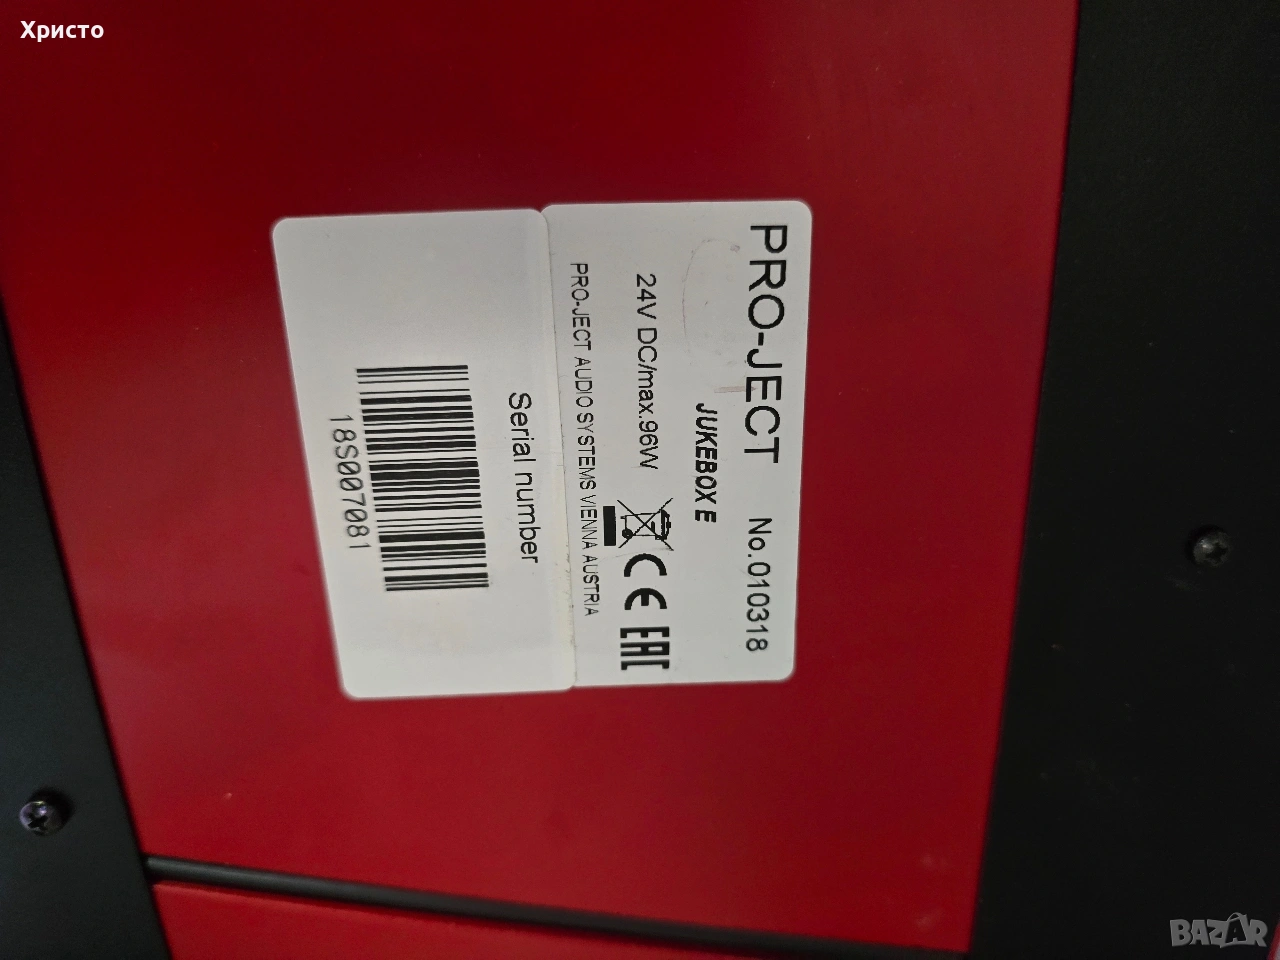 Христо
PRO-JECT No.010318
JUKEBOX E
24V DC/max.96W CE EAC
PRO-JECT AUDIO SYSTEMS VIENNA AUSTRIA
Serial number
18S007081
BAZAR